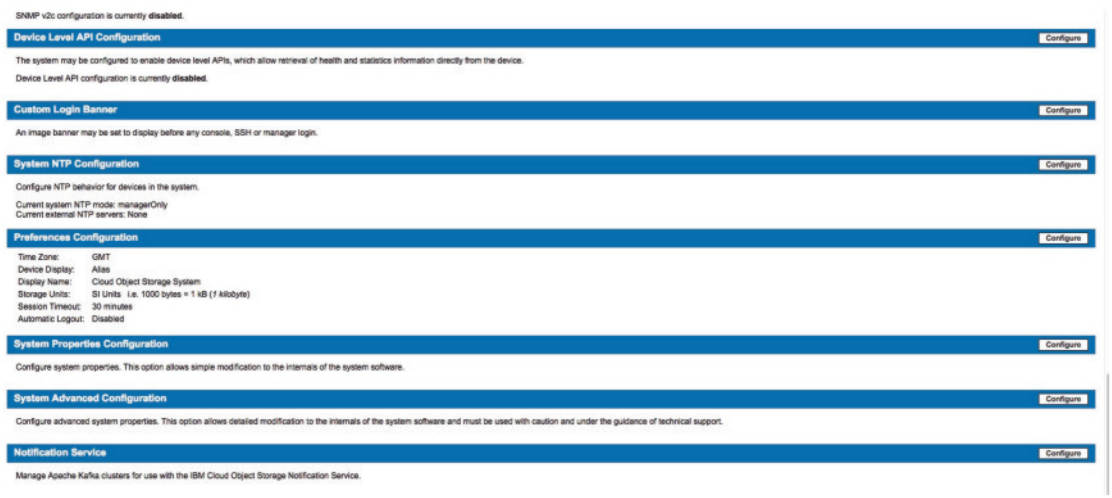 SNMP v2c configuration is currently disabled.
Device Level API Configuration Configure
The system may be configured to enable device level APIs, which allow retrieval of health and statistics information directly from the device.
Device Level API configuration is currently disabled.
Custom Login Banner Configure
An image banner may be set to display before any console, SSH or manager login.
System NTP Configuration Configure
Configure NTP behavior for devices in the system.
Current system NTP mode: managerOnly
Current external NTP servers: None
Preferences Configuration Configure
Time Zone: GMT
Device Display: Alias
Display Name: Cloud Object Storage System
Storage Units: SI Units i.e. 1000 bytes = 1 kB (1 kilobyte)
Session Timeout: 30 minutes
Automatic Logout: Disabled
System Properties Configuration Configure
Configure system properties. This option allows simple modification to the internals of the system software.
System Advanced Configuration Configure
Configure advanced system properties. This option allows detailed modification to the internals of the system software and must be used with caution and under the guidance of technical support.
Notification Service Configure
Manage Apache Kafka clusters for use with the IBM Cloud Object Storage Notification Service.